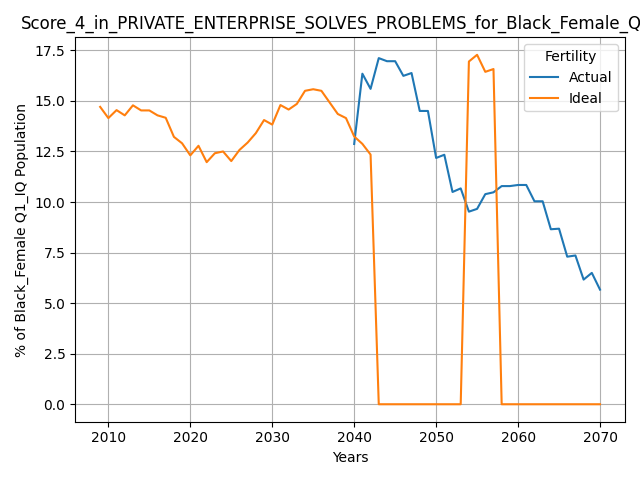 Score_4_in_PRIVATE_ENTERPRISE_SOLVES_PROBLEMS_for_Black_Female_Q
17.5
15.0
12.5
10.0
7.5
5.0
2.5
0.0
% of Black_Female Q1_IQ Population
Fertility
Actual
Ideal
2010 2020 2030 2040 2050 2060 2070
Years